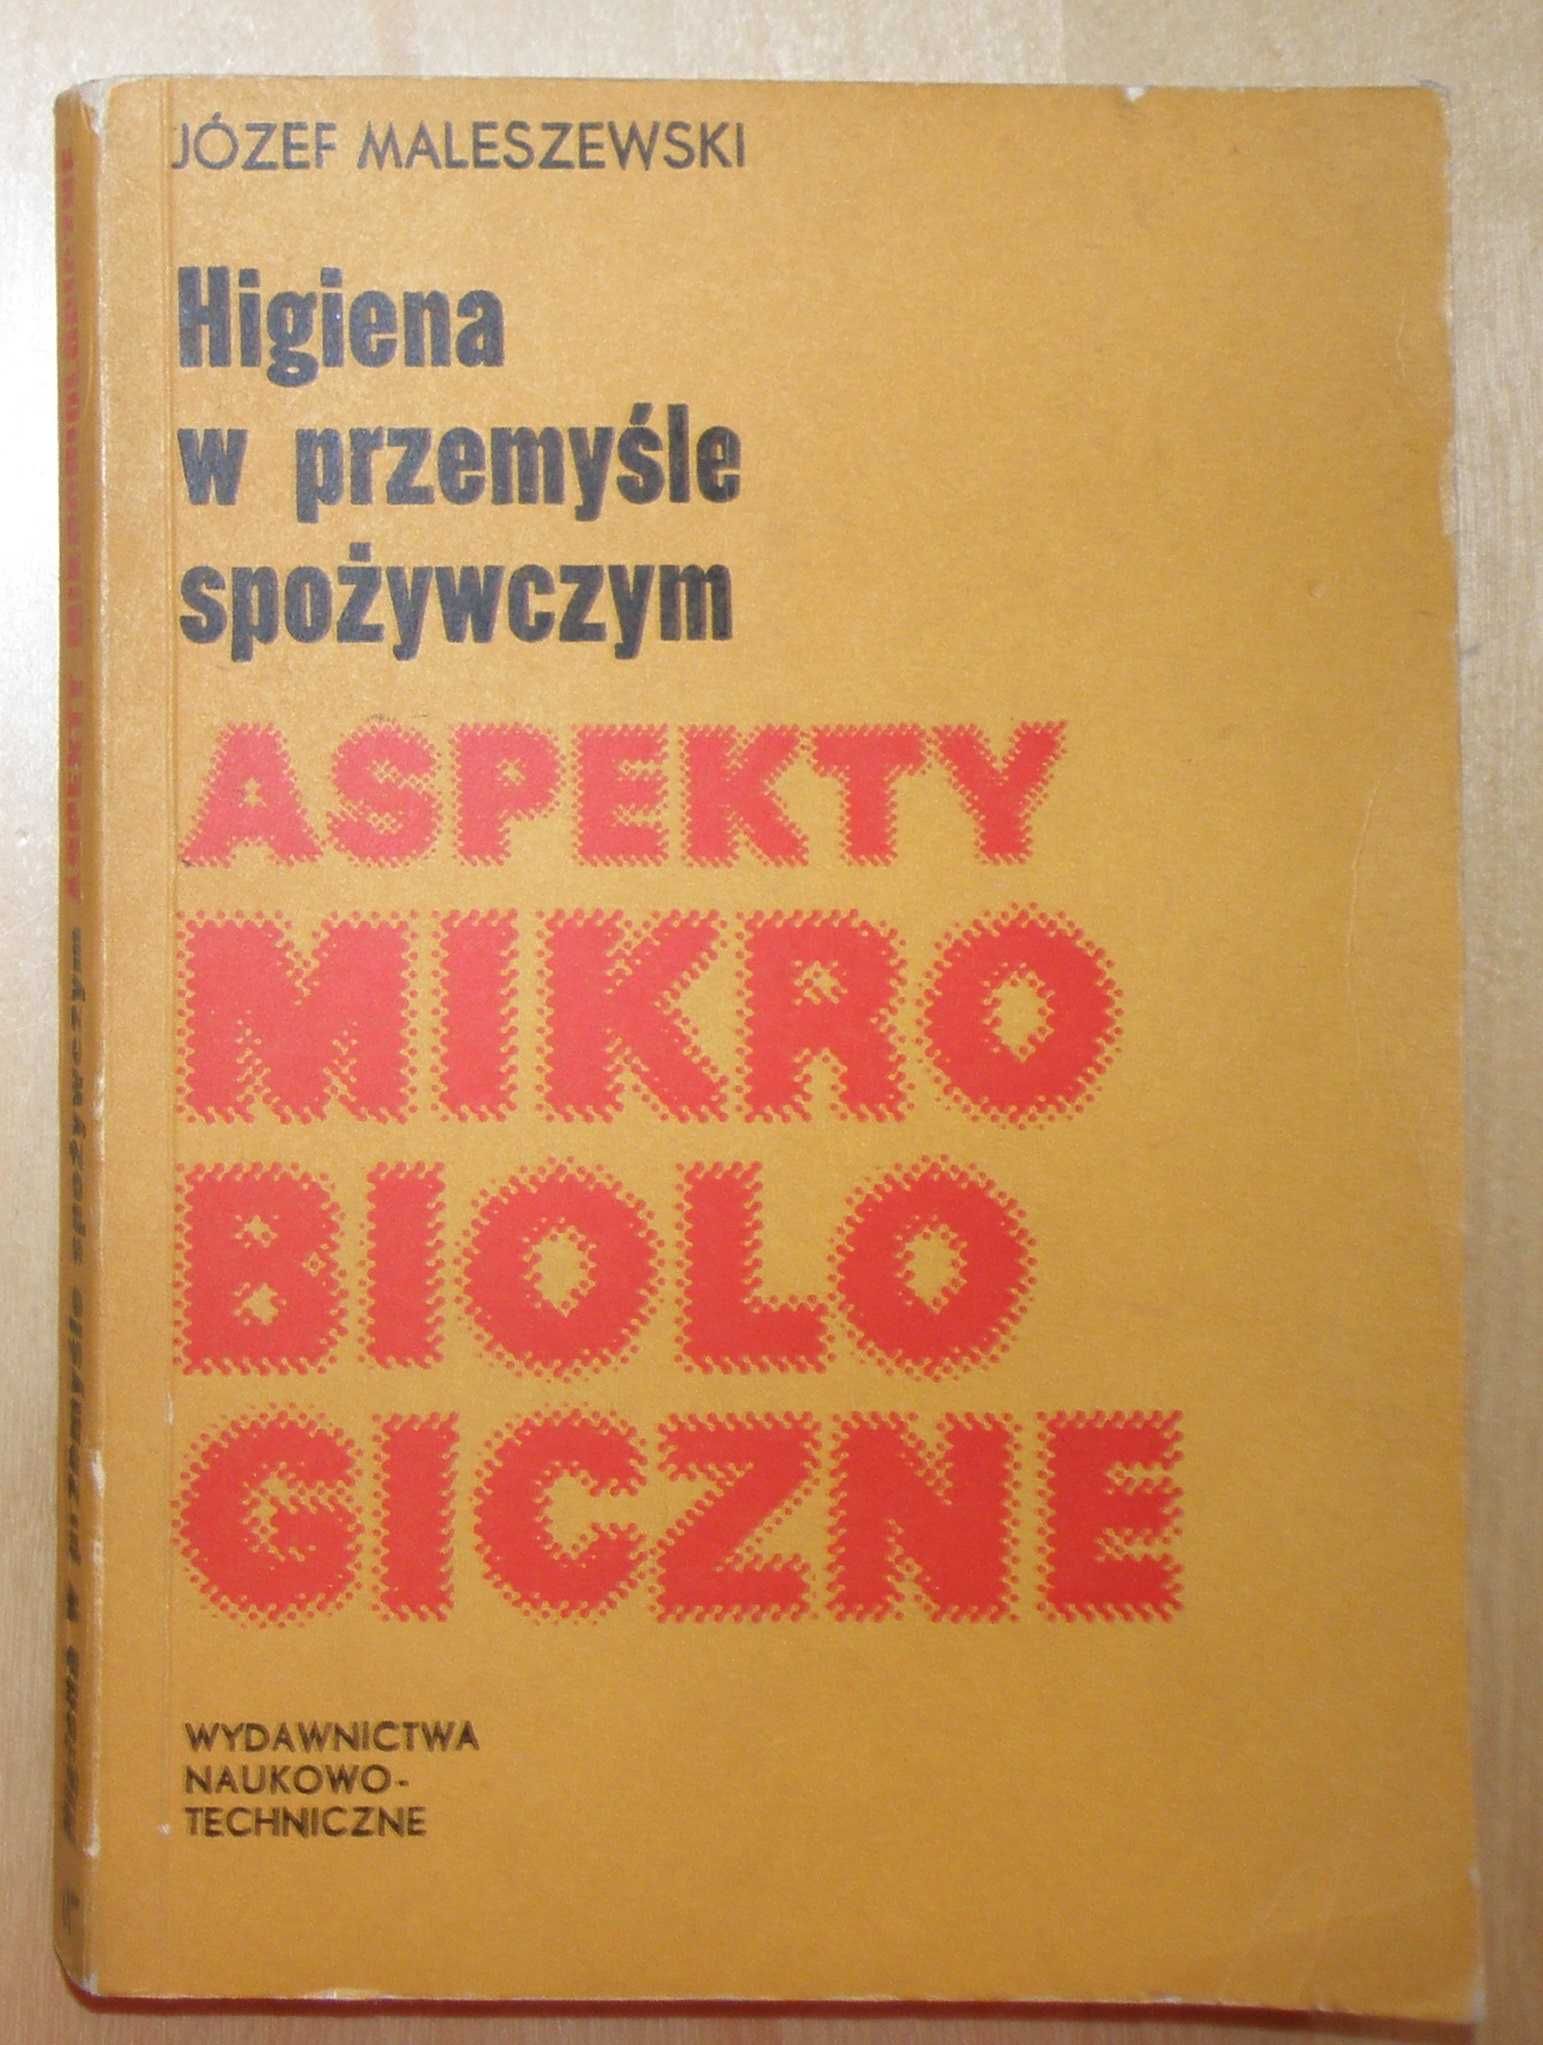 JÓZEF MALESZEWSKI
Higiena
w przemyśle
spożywczym
ASPEKTY
MIKRO
BIOLO
GICZNE
WYDAWNICTWA
NAUKOWO-
TECHNICZNE